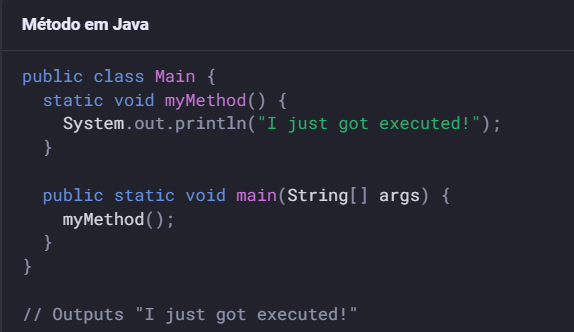 Método em Java
public class Main {
  static void myMethod() {
    System.out.println("I just got executed!");
  }

  public static void main(String[] args) {
    myMethod();
  }
}

// Outputs "I just got executed!"